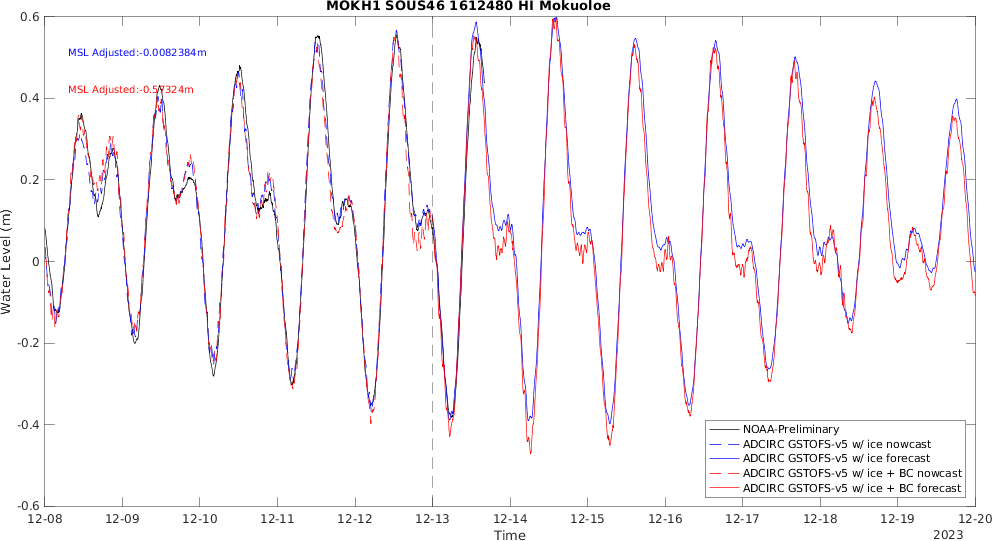 MOKH1 SOUS46 1612480 HI Mokuoloe
MSL Adjusted:-0.0082384m
MSL
Water Level (m)
0.6
0.4
0.2
0
-0.2
-0.4
-0.6
12-08 12-09 12-10 12-11 12-12 12-13 12-14 12-15 12-16 12-17 12-18 12-19 12-20
Time
2023
NOAA-Preliminary
ADCIRC GSTOFS-v5 w/ ice nowcast
ADCIRC GSTOFS-v5 w/ ice forecast
ADCIRC GSTOFS-v5 w/ ice + BC nowcast
ADCIRC GSTOFS-v5 w/ ice + BC forecast